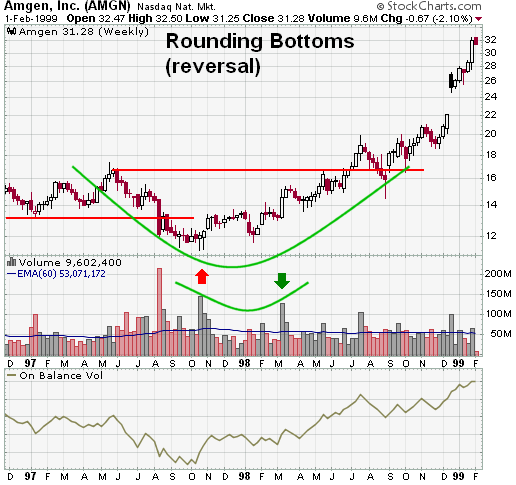 Amgen, Inc. (AMGN) Nasdaq Nat. Mkt. © StockCharts.com
1-Feb-1999 Open 32.47 High 32.50 Low 31.25 Close 31.28 Volume 9.6M Chg -0.67 (-2.10%)
Amgen 31.28 (Weekly)
Rounding Bottoms
(reversal)
32
30
28
26
24
22
20
18
16
14
12
Volume 9,602,400
EMA(60) 53,071,172
200M
150M
100M
50M
D 97 F M A M J J A S O N D 98 F M A M J J A S O N D 99 F
On Balance Vol
D 97 F M A M J J A S O N D 98 F M A M J J A S O N D 99 F